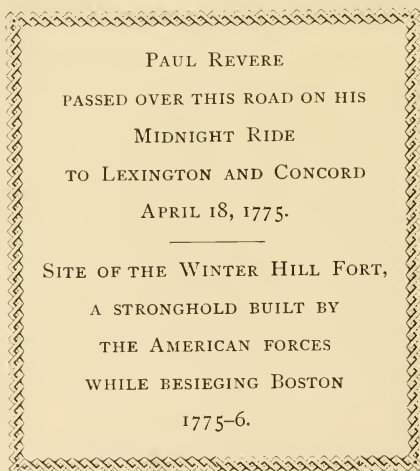 Paul Revere
passed over this road on his
Midnight Ride
to Lexington and Concord
April 18, 1775.
Site of the Winter Hill Fort,
a stronghold built by
the American forces
while besieging Boston
1775–6.